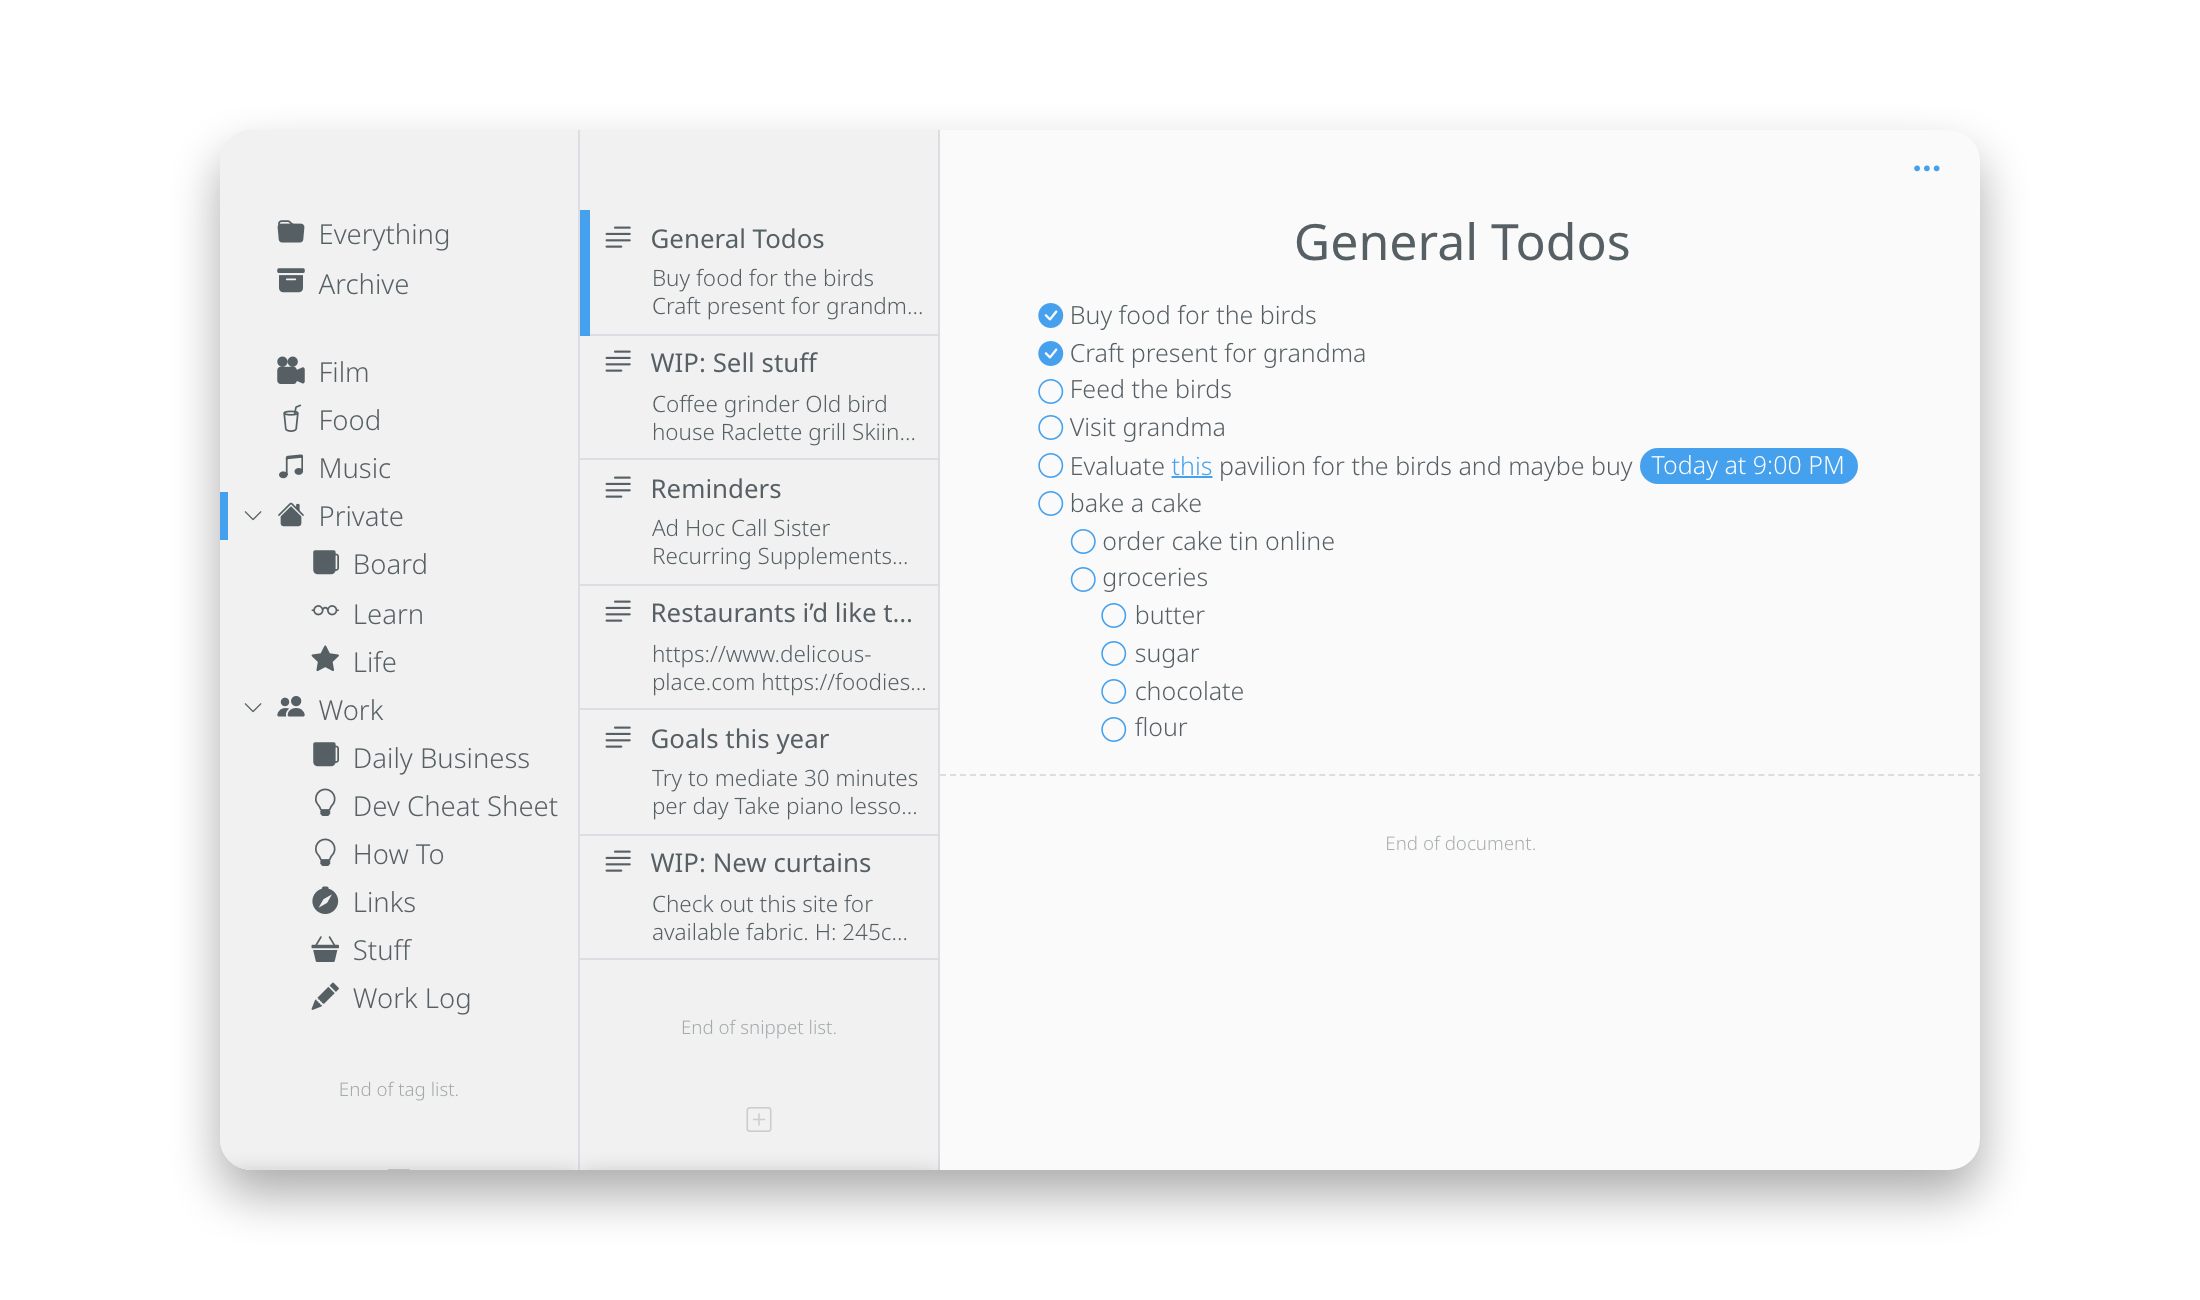 Everything
Archive
Film
Food
Music
Private
Board
Learn
Life
Work
Daily Business
Dev Cheat Sheet
How To
Links
Stuff
Work Log
End of tag list.
General Todos
Buy food for the birds
Craft present for grandm...
WIP: Sell stuff
Coffee grinder Old bird
house Raclette grill Skiin...
Reminders
Ad Hoc Call Sister
Recurring Supplements...
Restaurants i’d like t...
https://www.delicous-
place.com https://foodies...
Goals this year
Try to mediate 30 minutes
per day Take piano lesso...
WIP: New curtains
Check out this site for
available fabric. H: 245c...
End of snippet list.
General Todos
Buy food for the birds
Craft present for grandma
Feed the birds
Visit grandma
Evaluate this pavilion for the birds and maybe buy Today at 9:00 PM
bake a cake
order cake tin online
groceries
butter
sugar
chocolate
flour
End of document.